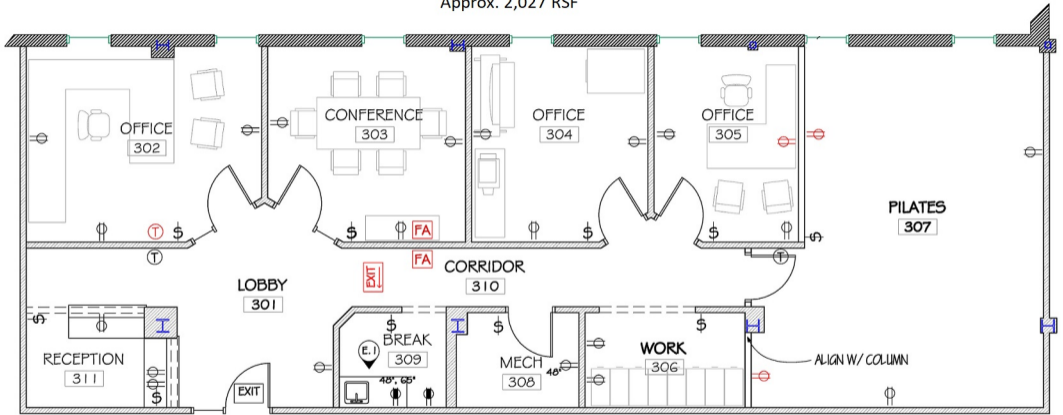 Approx. 2,027 RSF
OFFICE
302
CONFERENCE
303
OFFICE
304
OFFICE
305
PILATES
307
T
$
$
FA
$
$
$
T
FA
EXIT
CORRIDOR
310
T
LOBBY
301
$
$
$
$
BREAK
309
E.1
RECEPTION
311
MECH
308
48"
WORK
306
ALIGN W/ COLUMN
48", 65"
EXIT
$